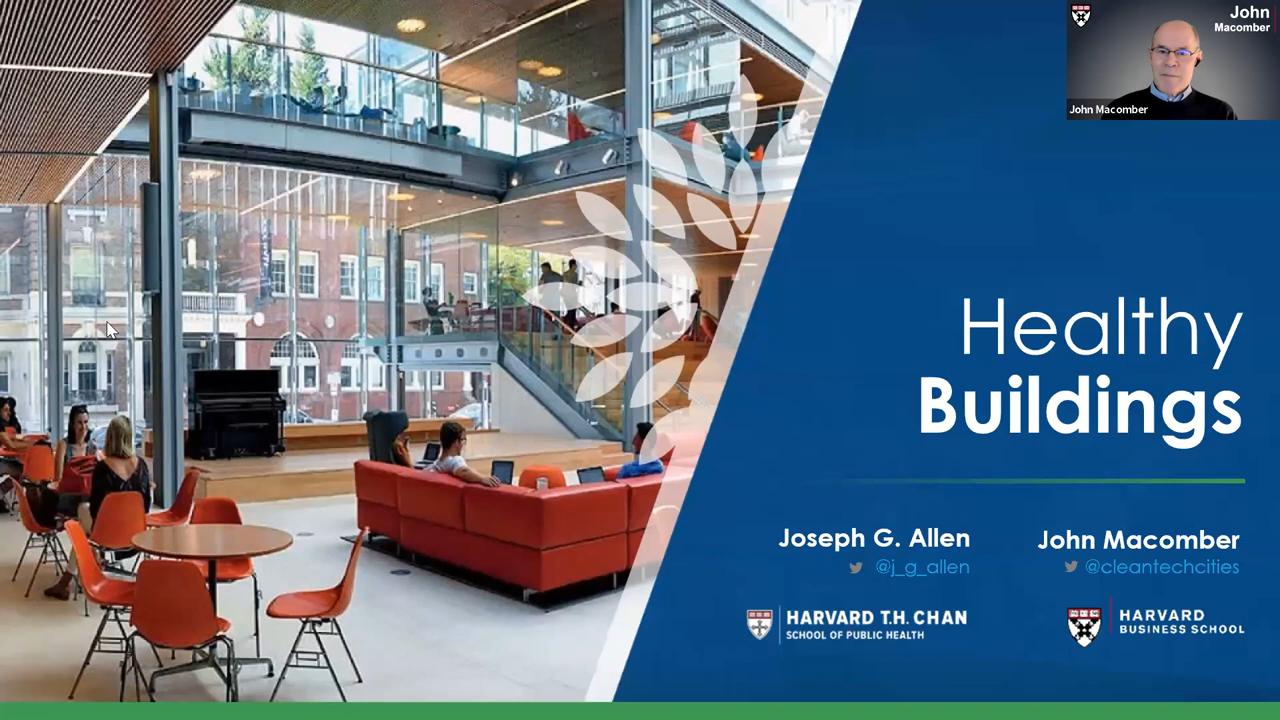 John
Macomber
John Macomber
Healthy
Buildings
Joseph G. Allen
@j_g_allen
John Macomber
@cleantechcities
HARVARD T.H. CHAN
SCHOOL OF PUBLIC HEALTH
HARVARD
BUSINESS SCHOOL